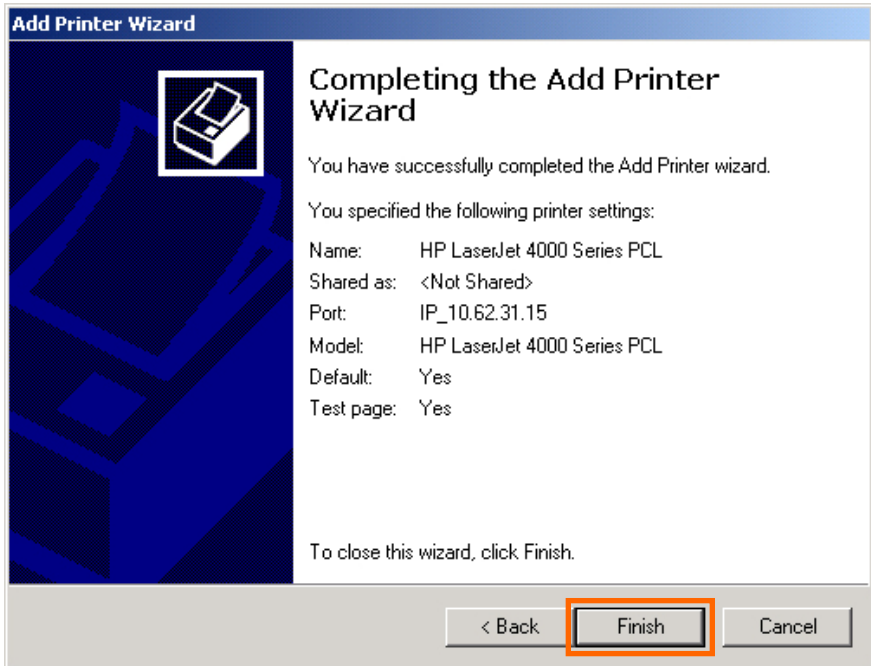 Add Printer Wizard
Completing the Add Printer
Wizard
You have successfully completed the Add Printer wizard.
You specified the following printer settings:
Name: HP LaserJet 4000 Series PCL
Shared as: <Not Shared>
Port: IP_10.62.31.15
Model: HP LaserJet 4000 Series PCL
Default: Yes
Test page: Yes
To close this wizard, click Finish.
< Back Finish Cancel